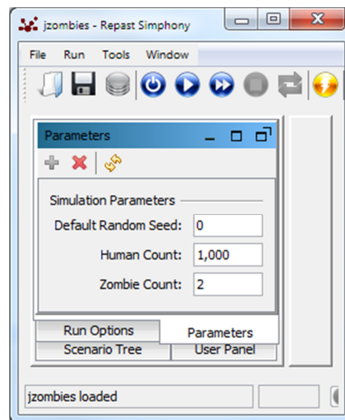 jzombies - Repast Simphony
File Run Tools Window
Parameters
Simulation Parameters
Default Random Seed: 0
Human Count: 1,000
Zombie Count: 2
Run Options Parameters
Scenario Tree User Panel
jzombies loaded